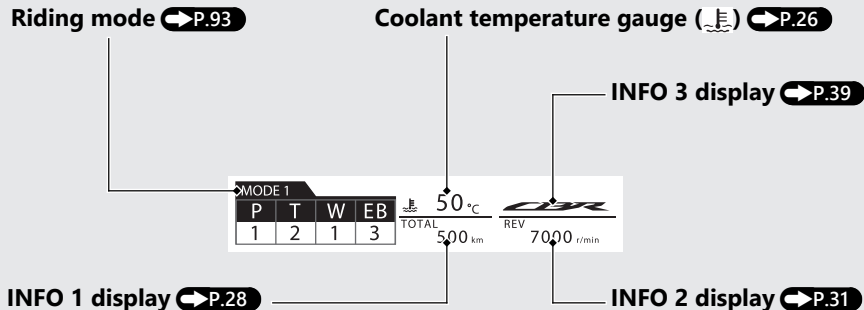 Riding mode P.93
Coolant temperature gauge ( ) P.26
INFO 3 display P.39
MODE 1
P T W EB
1 2 1 3
50 °C
TOTAL
500 km
CBR
REV
7000 r/min
INFO 1 display P.28
INFO 2 display P.31